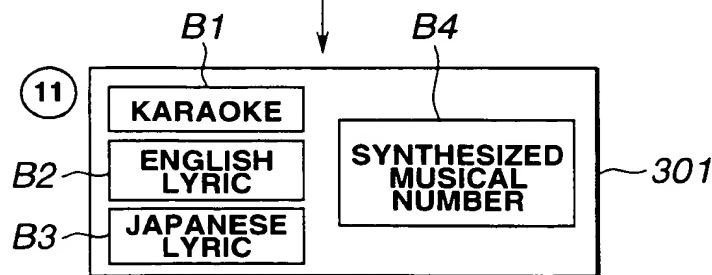 B1
B4
11
KARAOKE
ENGLISH
LYRIC
B2
SYNTHESIZED
MUSICAL
NUMBER
301
JAPANESE
LYRIC
B3